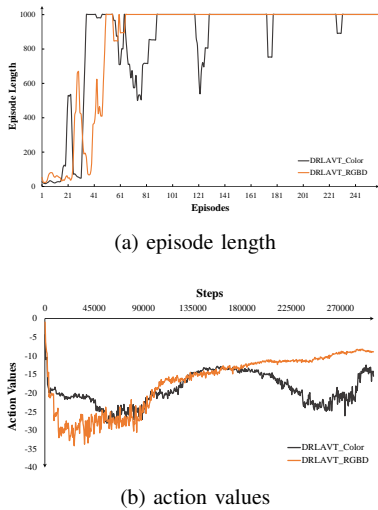 1000
800
600
400
200
0
Episode Length
1 21 41 61 81 101 121 141 161 181 201 221 241
Episodes
DRLAVT_Color
DRLAVT_RGBD
(a) episode length
Steps
0 45000 90000 135000 180000 225000 270000
0
-5
-10
-15
-20
-25
-30
-35
-40
Action Values
DRLAVT_Color
DRLAVT_RGBD
(b) action values